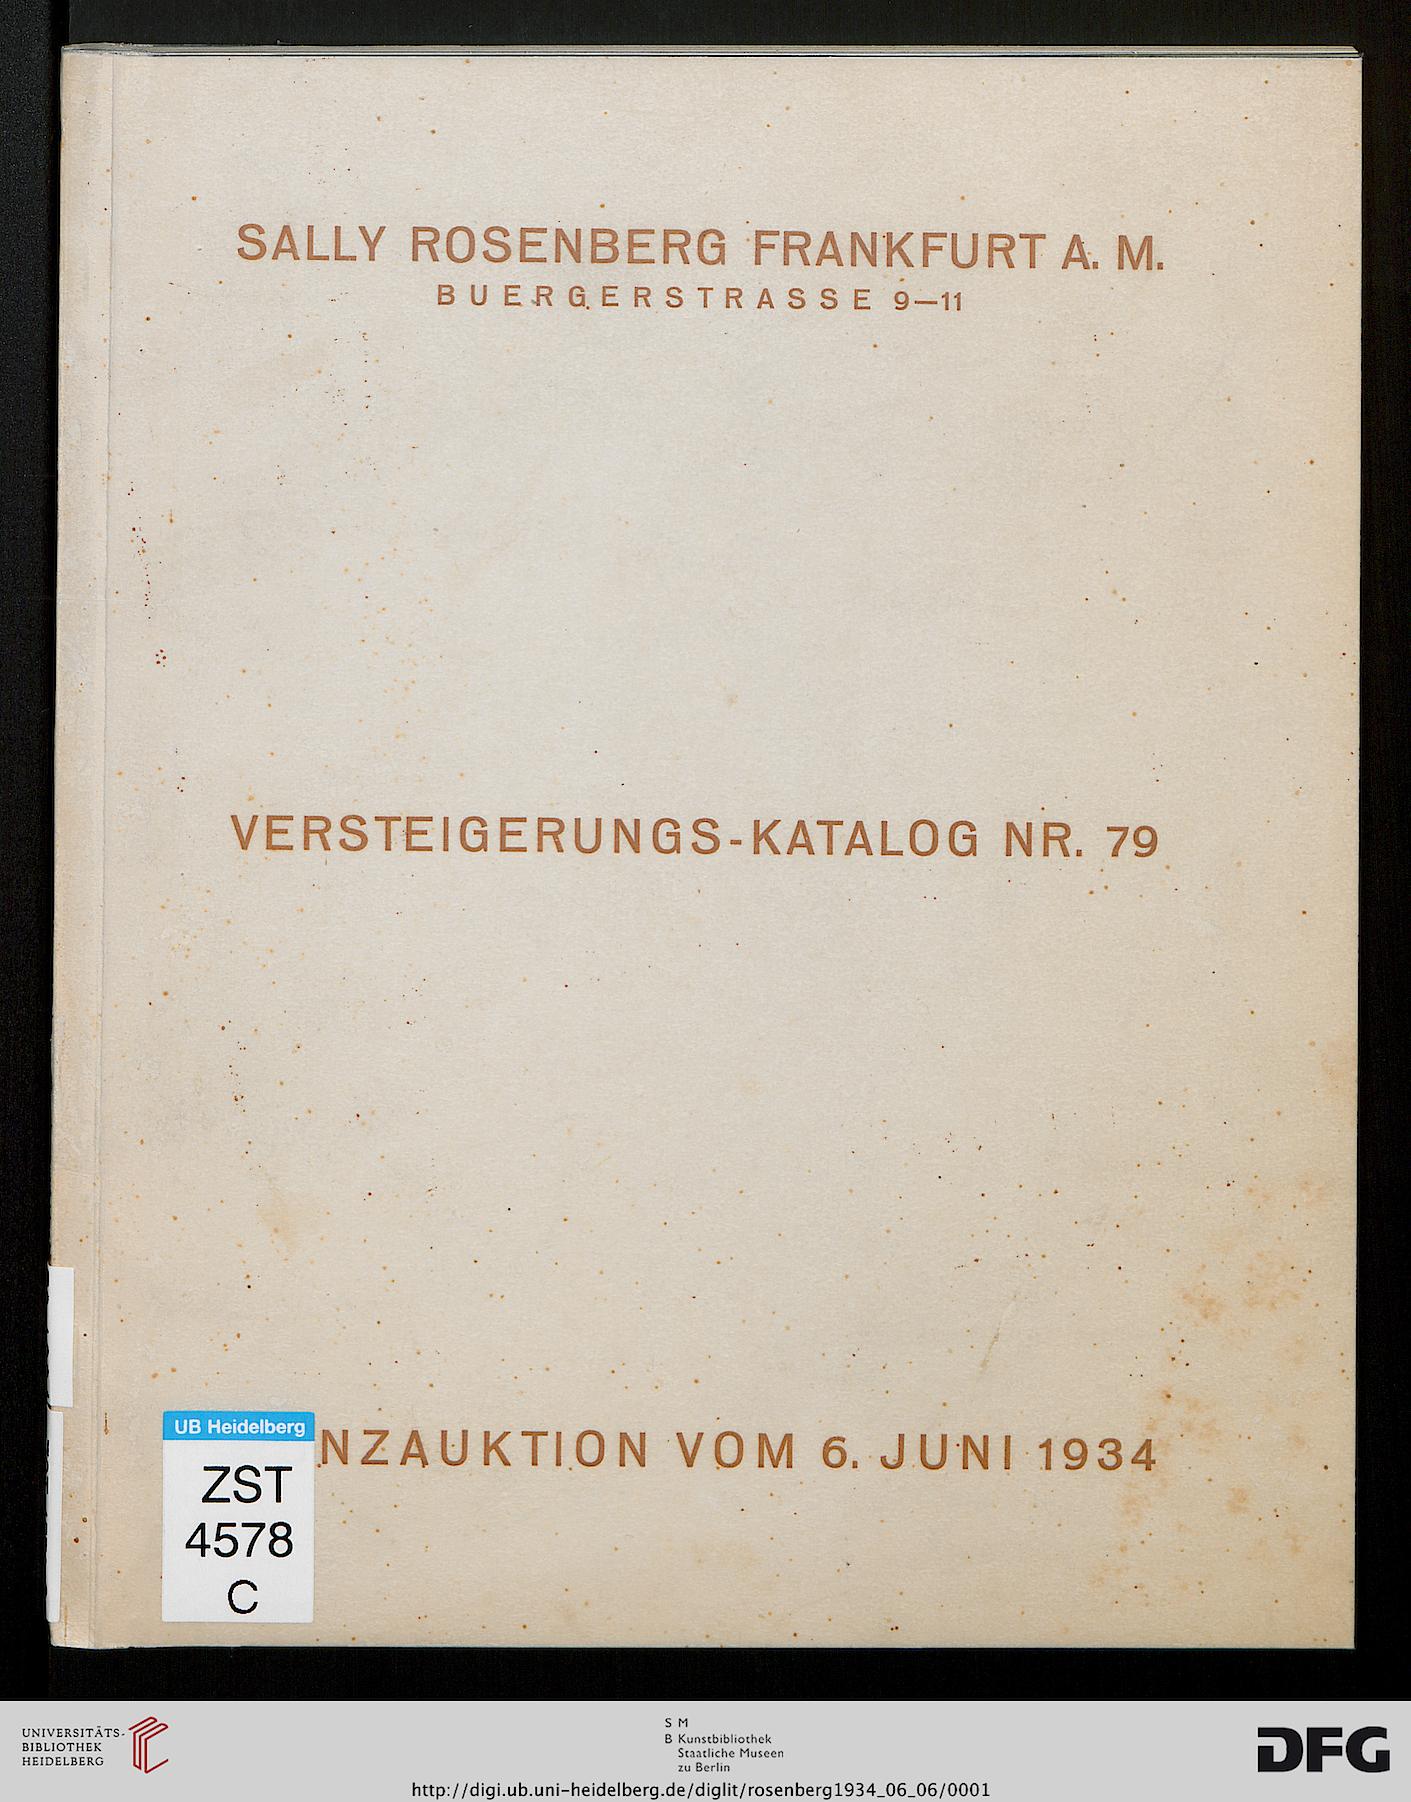 SALLY ROSENBERG FRANKFURT A. M.
BUERGERSTRASSE 9—11
VERSTEIGERUNGS-KATALOG NR. 79
NZAUKTION VOM 6. JUNI 1934
UB Heidelberg
ZST
4578
C
UNIVERSITÄTS-
BIBLIOTHEK
HEIDELBERG
S M
B Kunstbibliothek
Staatliche Museen
zu Berlin
DFG
http://digi.ub.uni-heidelberg.de/diglit/rosenberg1934_06_06/0001